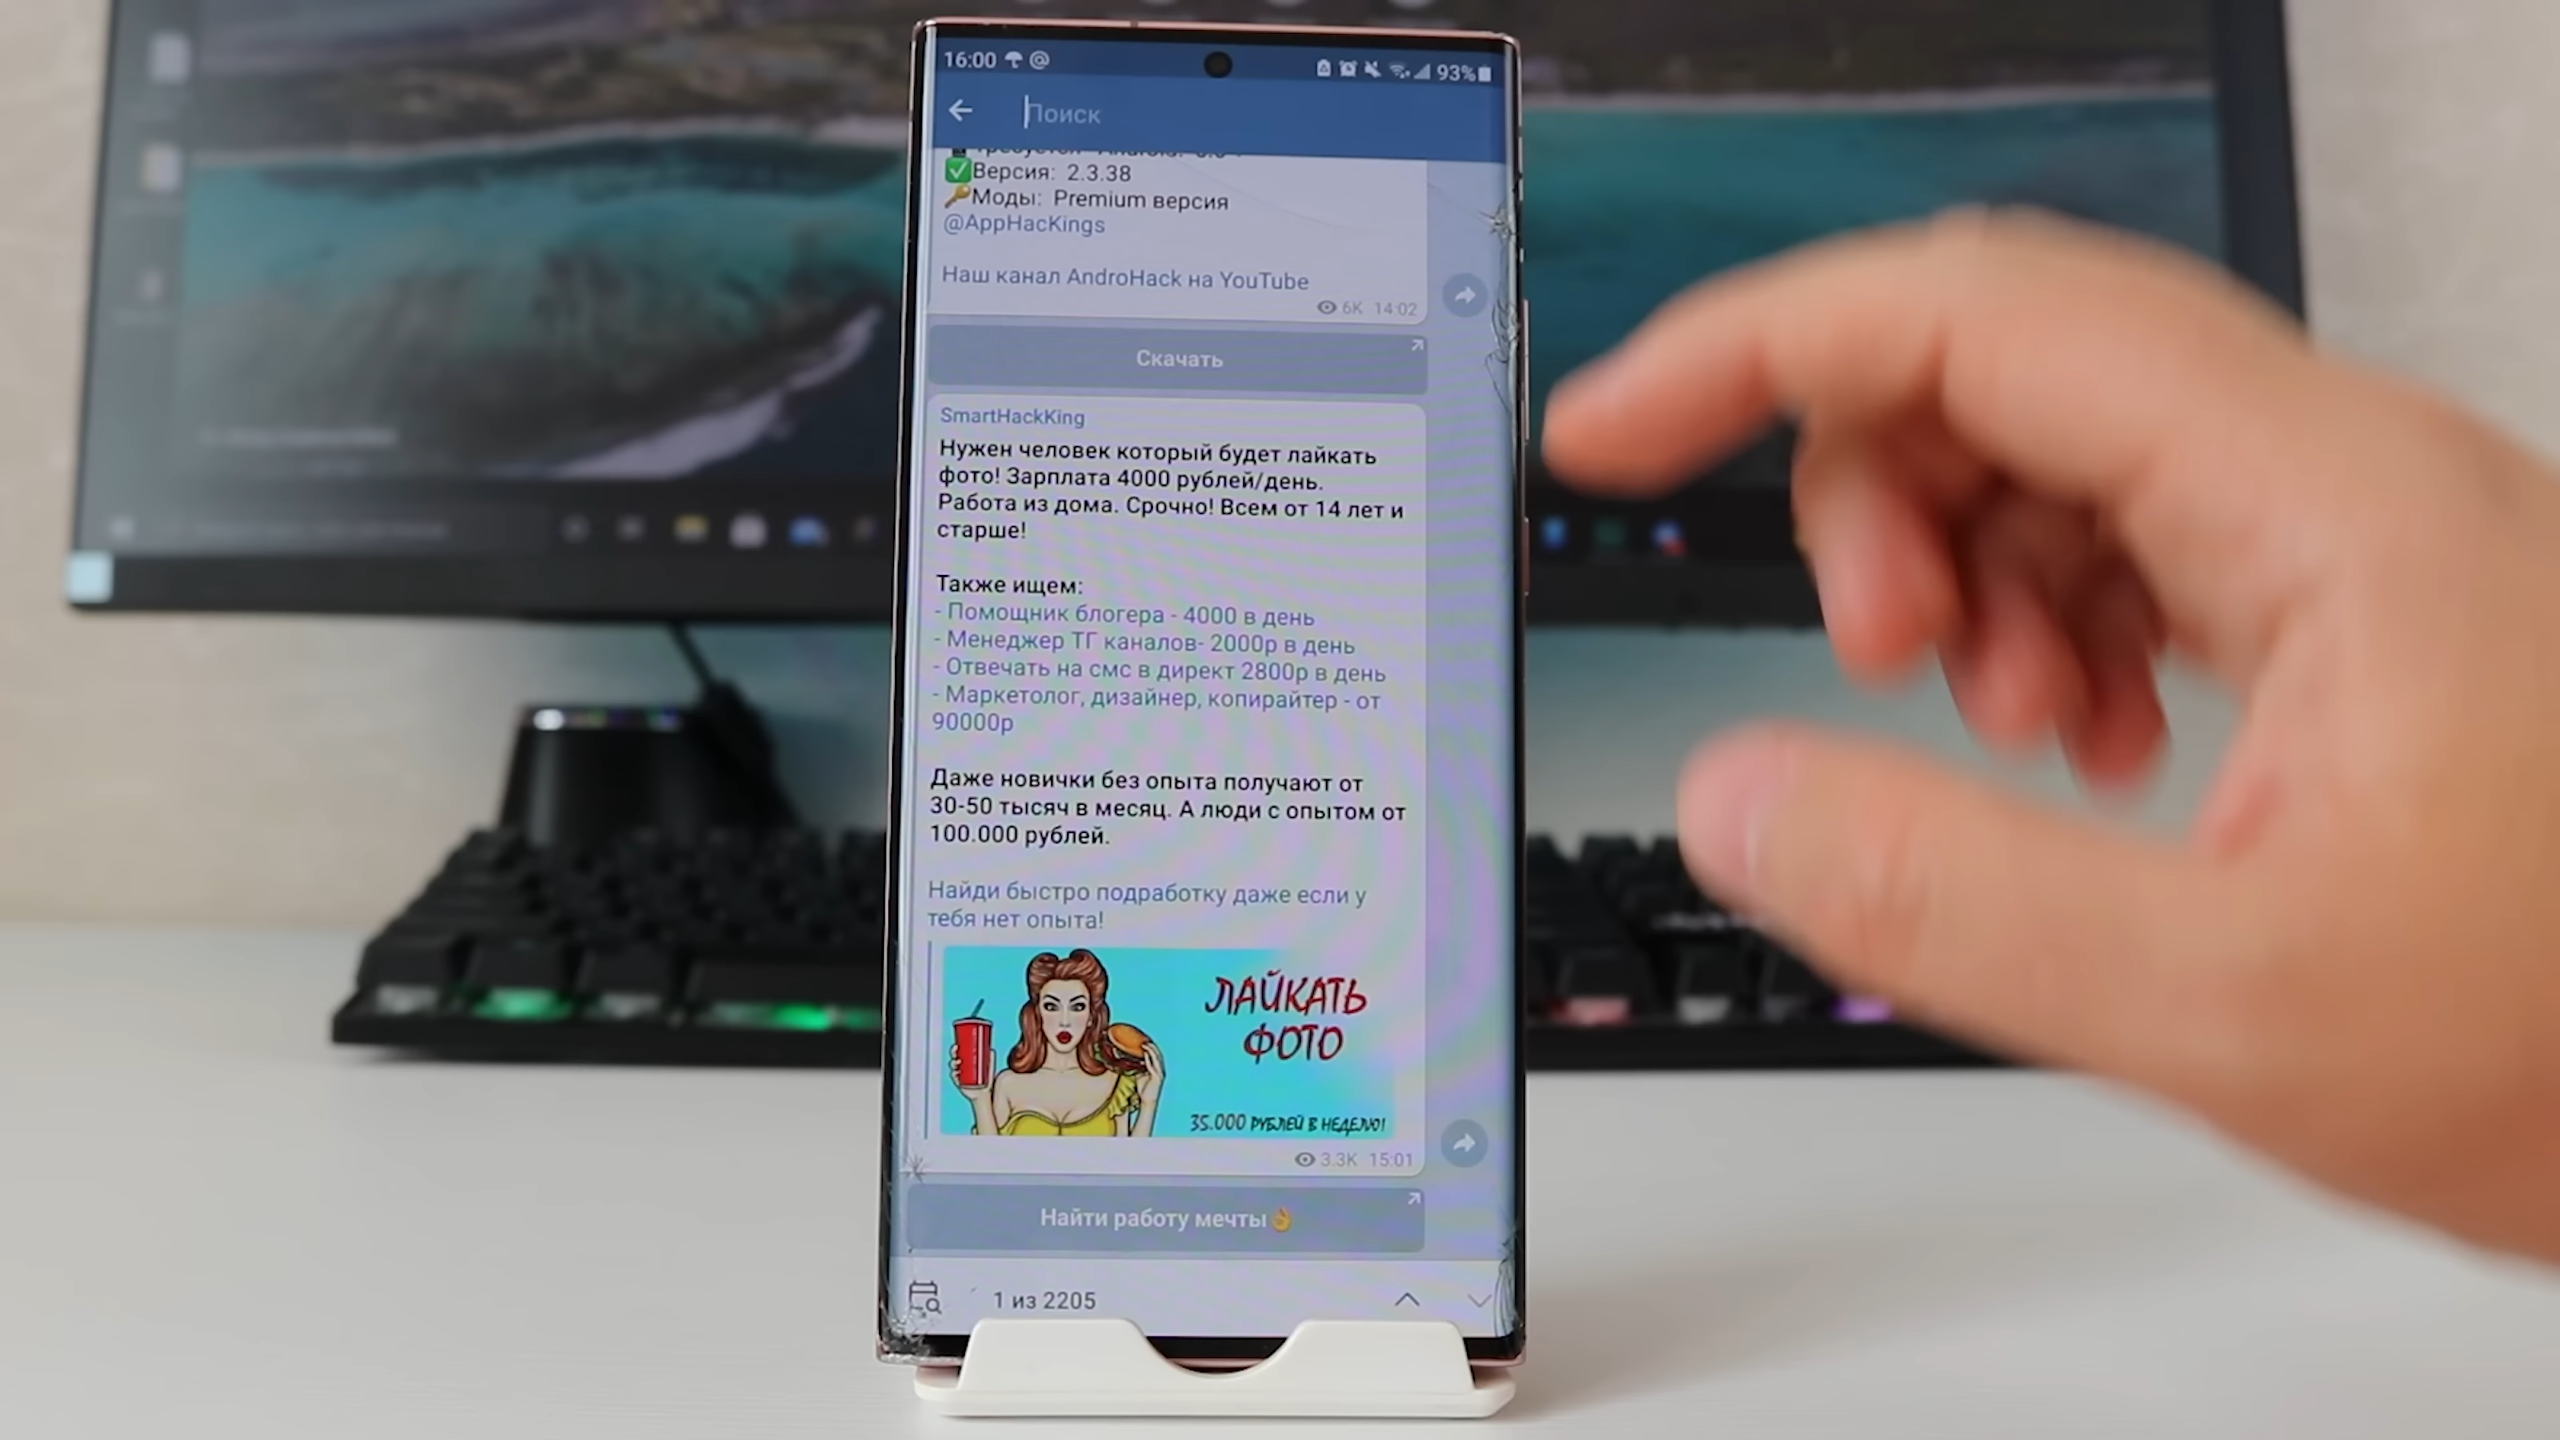 16:00
93%
Поиск
Версия: 2.3.38
Моды: Premium версия
@AppHacKings
Наш канал AndroHack на YouTube
6K 14:02
Скачать
SmartHackKing
Нужен человек который будет лайкать
фото! Зарплата 4000 рублей/день.
Работа из дома. Срочно! Всем от 14 лет и
старше!
Также ищем:
- Помощник блогера - 4000 в день
- Менеджер ТГ каналов- 2000р в день
- Отвечать на смс в директ 2800р в день
- Маркетолог, дизайнер, копирайтер - от
90000р
Даже новички без опыта получают от
30-50 тысяч в месяц. А люди с опытом от
100.000 рублей.
Найди быстро подработку даже если у
тебя нет опыта!
ЛАЙКАТЬ
ФОТО
35.000 РУБЛЕЙ В НЕДЕЛЮ!
3.3K 15:01
Найти работу мечты👌
1 из 2205